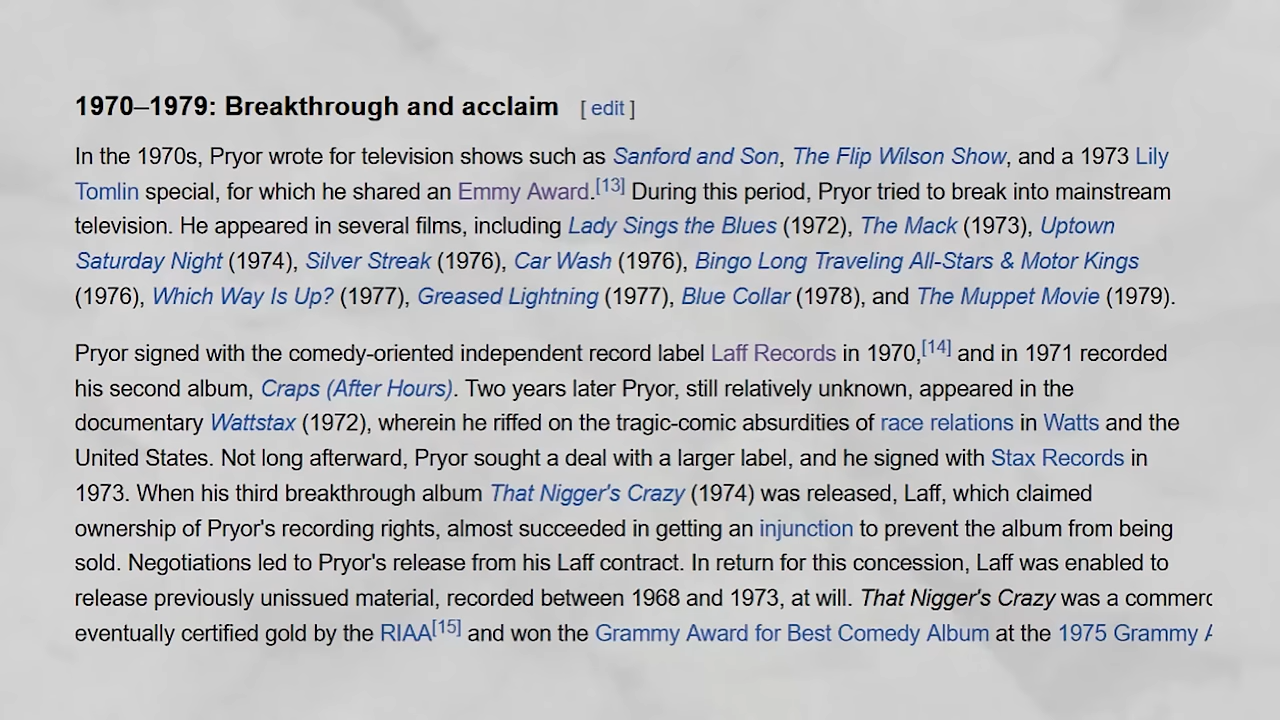 1970–1979: Breakthrough and acclaim [ edit ]
In the 1970s, Pryor wrote for television shows such as Sanford and Son, The Flip Wilson Show, and a 1973 Lily
Tomlin special, for which he shared an Emmy Award.[13] During this period, Pryor tried to break into mainstream
television. He appeared in several films, including Lady Sings the Blues (1972), The Mack (1973), Uptown
Saturday Night (1974), Silver Streak (1976), Car Wash (1976), Bingo Long Traveling All-Stars & Motor Kings
(1976), Which Way Is Up? (1977), Greased Lightning (1977), Blue Collar (1978), and The Muppet Movie (1979).
Pryor signed with the comedy-oriented independent record label Laff Records in 1970,[14] and in 1971 recorded
his second album, Craps (After Hours). Two years later Pryor, still relatively unknown, appeared in the
documentary Wattstax (1972), wherein he riffed on the tragic-comic absurdities of race relations in Watts and the
United States. Not long afterward, Pryor sought a deal with a larger label, and he signed with Stax Records in
1973. When his third breakthrough album That Nigger's Crazy (1974) was released, Laff, which claimed
ownership of Pryor's recording rights, almost succeeded in getting an injunction to prevent the album from being
sold. Negotiations led to Pryor's release from his Laff contract. In return for this concession, Laff was enabled to
release previously unissued material, recorded between 1968 and 1973, at will. That Nigger's Crazy was a
eventually certified gold by the RIAA[15] and won the Grammy Award for Best Comedy Album at the 1975 Grammy